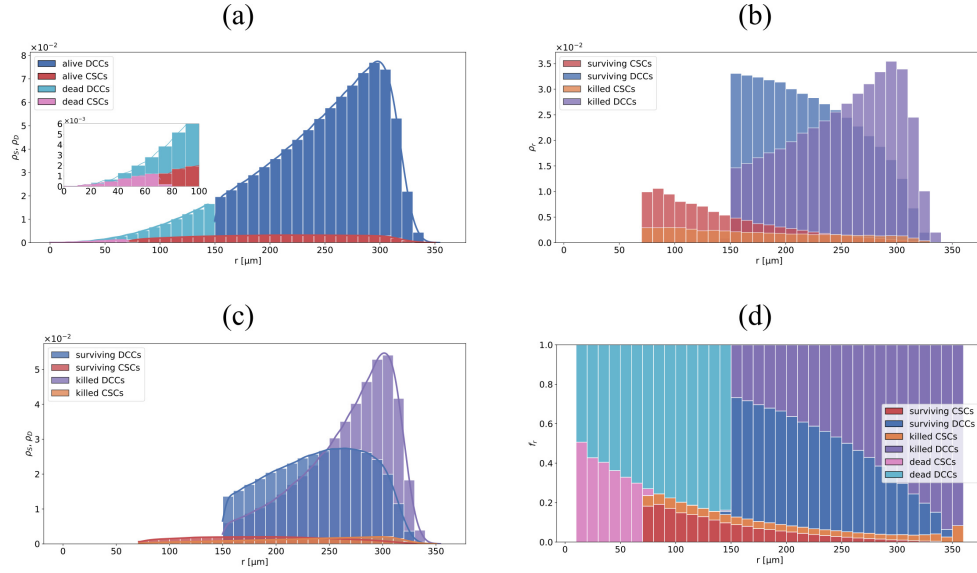 (a)
×10⁻²
8
7
6
5
4
3
2
1
0
ρS, ρD
alive DCCs
alive CSCs
dead DCCs
dead CSCs
×10⁻³
6
5
4
3
2
1
0
0 20 40 60 80 100
0 50 100 150 200 250 300 350
r [μm]
(b)
×10⁻²
3.5
3.0
2.5
2.0
1.5
1.0
0.5
0.0
ρr
surviving CSCs
surviving DCCs
killed CSCs
killed DCCs
0 50 100 150 200 250 300 350
r [μm]
(c)
×10⁻²
5
4
3
2
1
0
ρS, ρD
surviving DCCs
surviving CSCs
killed DCCs
killed CSCs
0 50 100 150 200 250 300 350
r [μm]
(d)
1.0
0.8
0.6
0.4
0.2
0.0
fr
surviving CSCs
surviving DCCs
killed CSCs
killed DCCs
dead CSCs
dead DCCs
0 50 100 150 200 250 300 350
r [μm]